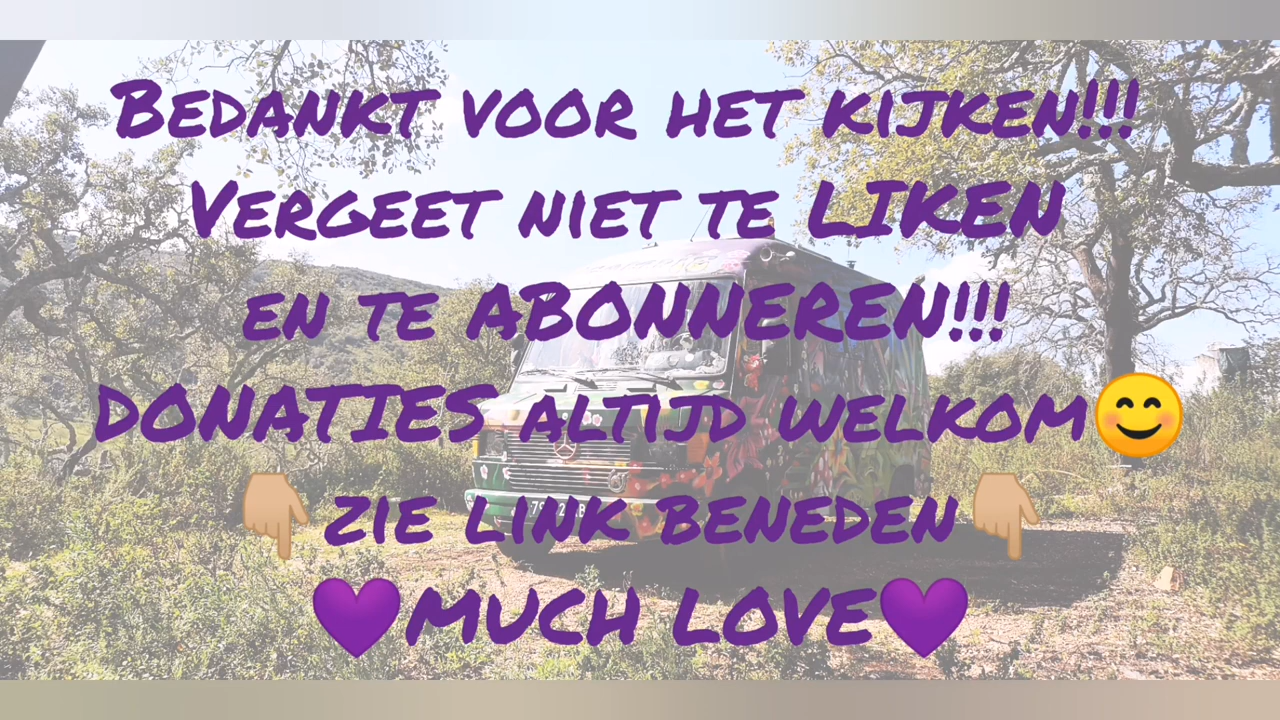 Bedankt voor het kijken!!!
Vergeet niet te LIKEN
en te ABONNEREN!!!
DONATIES altijd welkom😊
👇🏼zie link beneden👇🏼
💜MUCH LOVE💜